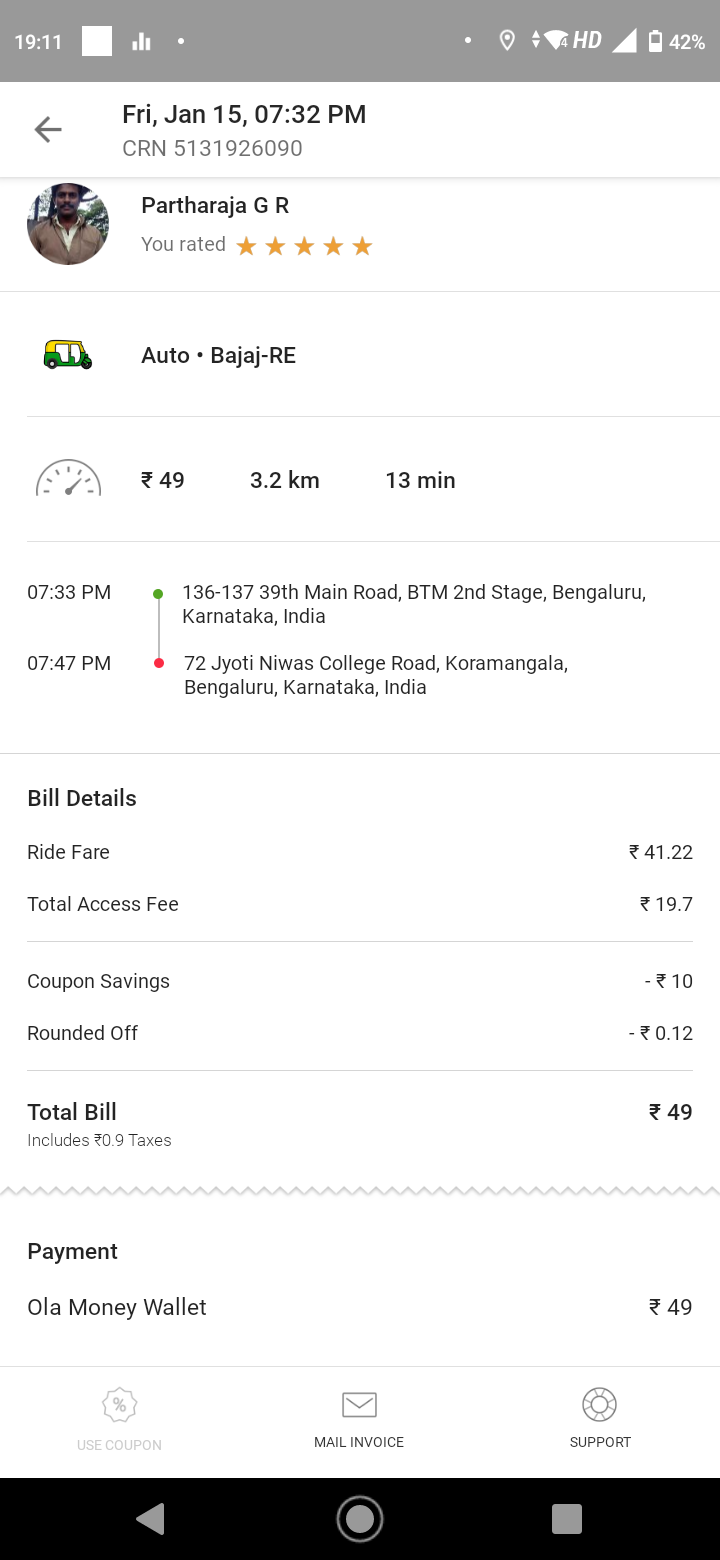 19:11 4 HD 42%
Fri, Jan 15, 07:32 PM
CRN 5131926090
Partharaja G R
You rated
Auto • Bajaj-RE
₹ 49 3.2 km 13 min
07:33 PM 136-137 39th Main Road, BTM 2nd Stage, Bengaluru,
Karnataka, India
07:47 PM 72 Jyoti Niwas College Road, Koramangala,
Bengaluru, Karnataka, India
Bill Details
Ride Fare ₹ 41.22
Total Access Fee ₹ 19.7
Coupon Savings - ₹ 10
Rounded Off - ₹ 0.12
Total Bill ₹ 49
Includes ₹0.9 Taxes
Payment
Ola Money Wallet ₹ 49
%
USE COUPON MAIL INVOICE SUPPORT